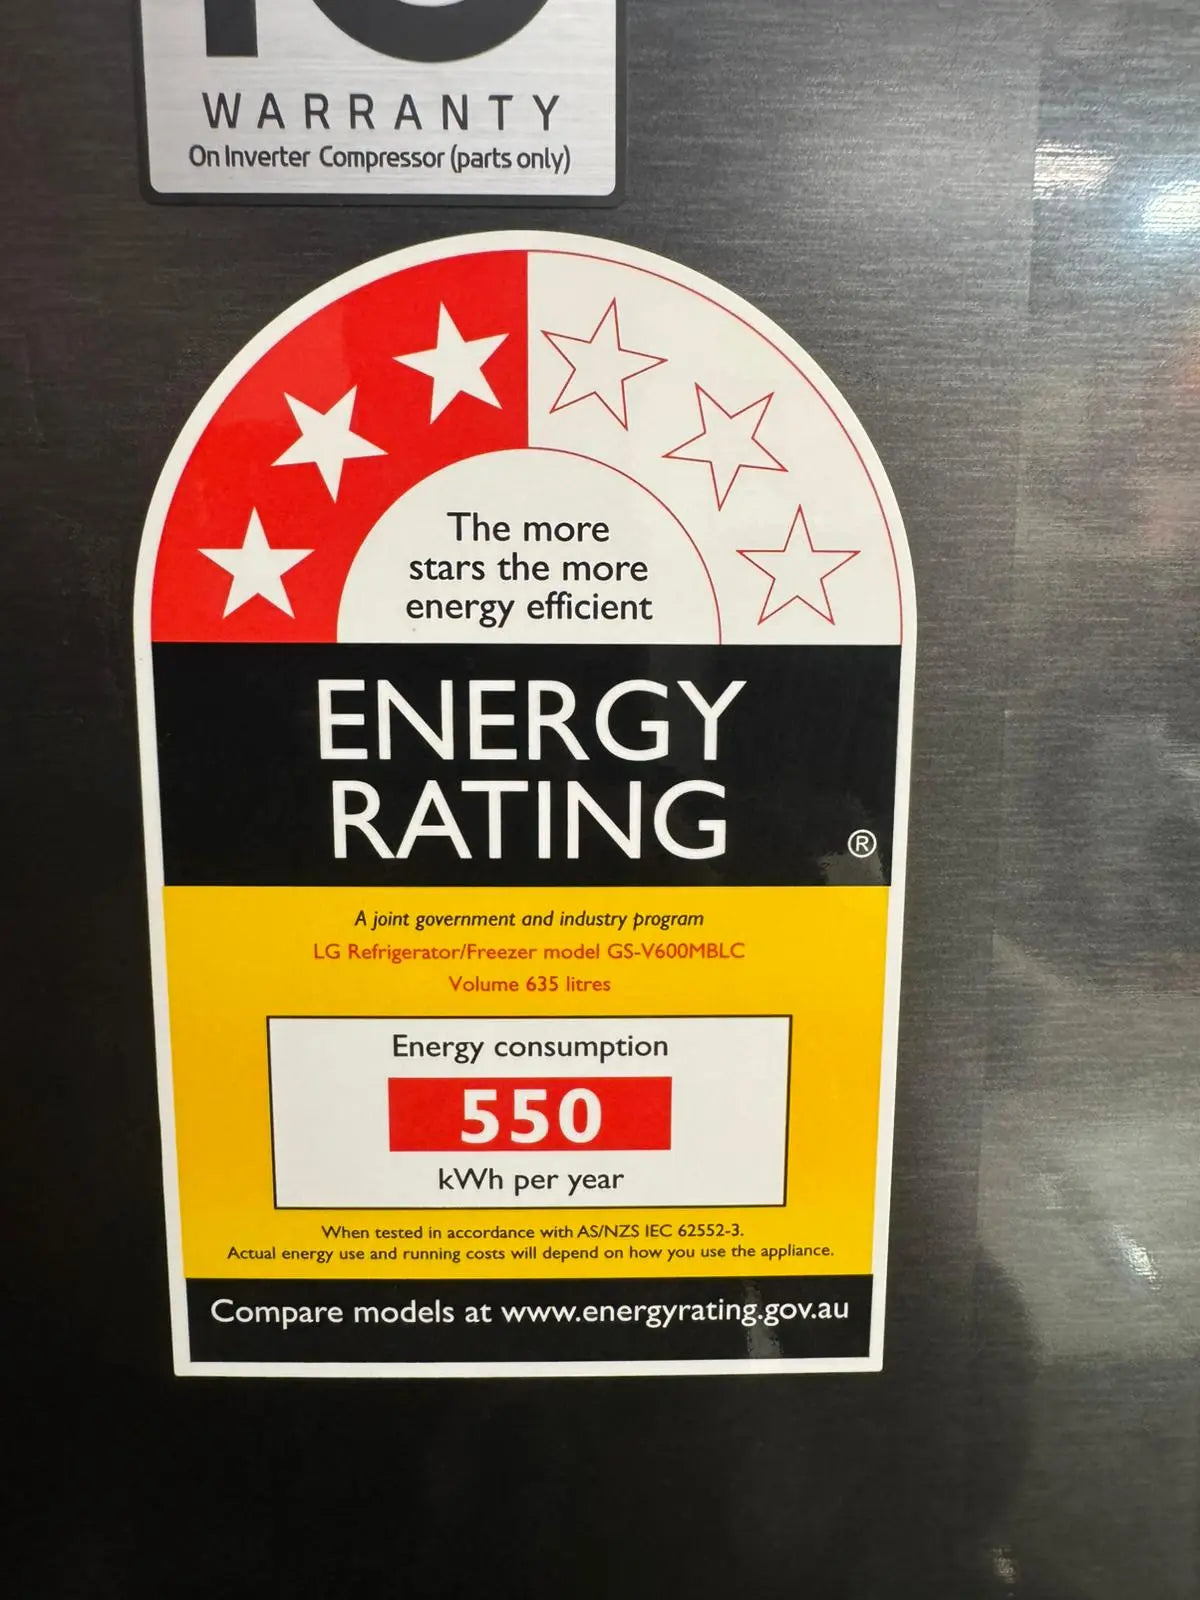 WARRANTY
On Inverter Compressor (parts only)
The more
stars the more
energy efficient
ENERGY
RATING
®
A joint government and industry program
LG Refrigerator/Freezer model GS-V600MBLC
Volume 635 litres
Energy consumption
550
kWh per year
When tested in accordance with AS/NZS IEC 62552-3.
Actual energy use and running costs will depend on how you use the appliance.
Compare models at www.energyrating.gov.au